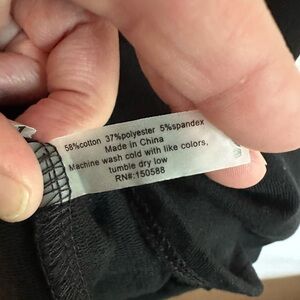 58%cotton 37%polyester 5%spandex
Made in China
Machine wash cold with like colors,
tumble dry low
RN#:150588